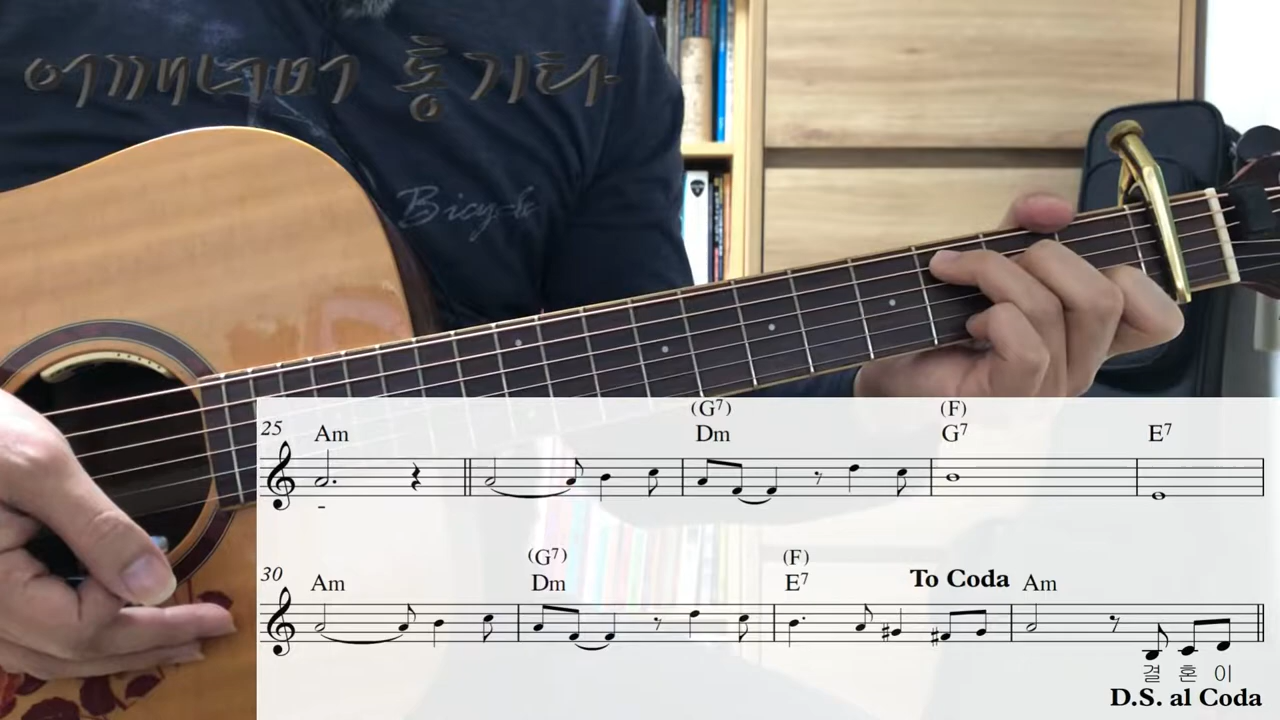 어깨너머 통기타
Bicycle
(G7) (F)
25 Am Dm G7 E7
(G7) (F)
30 Am Dm E7 To Coda Am
결 혼 이
D.S. al Coda